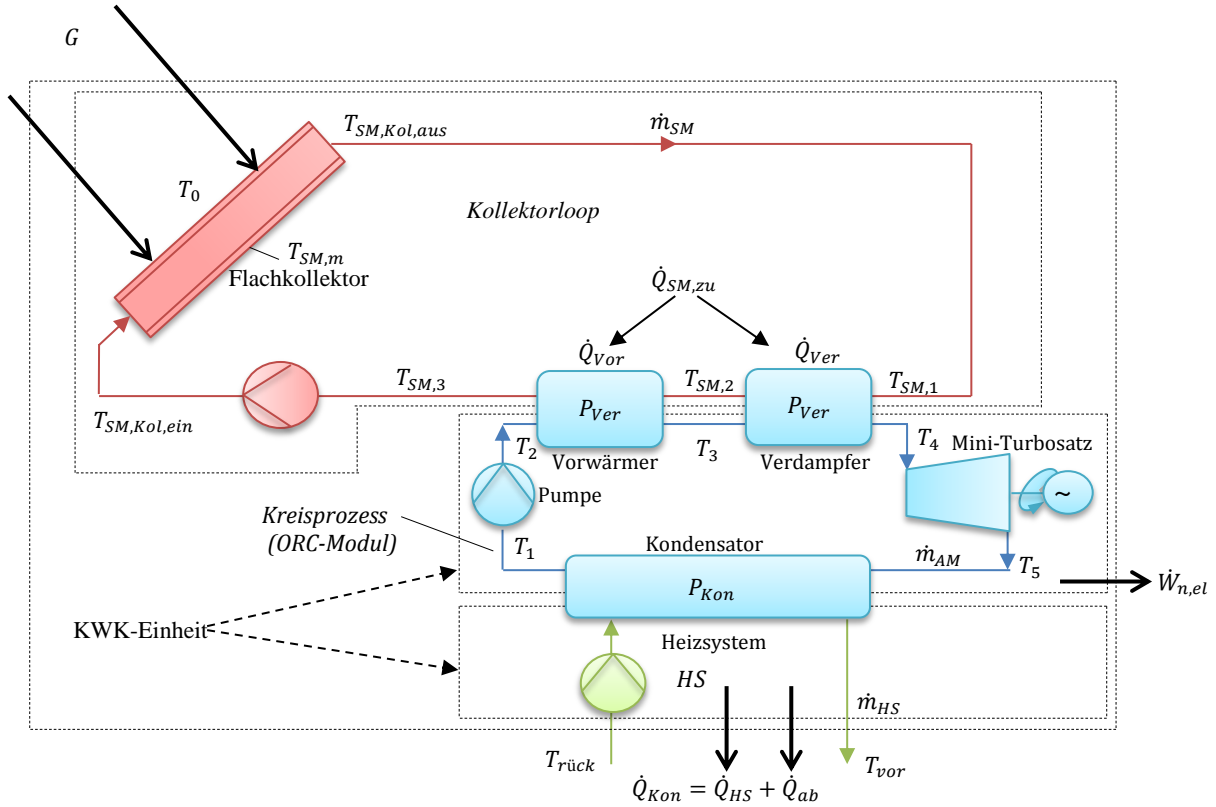 G
T_{SM,Kol,aus}
ṁ_{SM}
T_0
Kollektorloop
T_{SM,m}
Flachkollektor
Q̇_{SM,zu}
Q̇_{Vor}
Q̇_{Ver}
T_{SM,3}
T_{SM,2}
T_{SM,1}
P_{Ver}
P_{Ver}
T_{SM,Kol,ein}
T_2
T_3
T_4
Mini-Turbosatz
Vorwärmer
Verdampfer
Pumpe
~
Kreisprozess
(ORC-Modul)
T_1
Kondensator
ṁ_{AM}
T_5
P_{Kon}
Ẇ_{n,el}
KWK-Einheit
Heizsystem
HS
ṁ_{HS}
T_{rück}
T_{vor}
Q̇_{Kon} = Q̇_{HS} + Q̇_{ab}